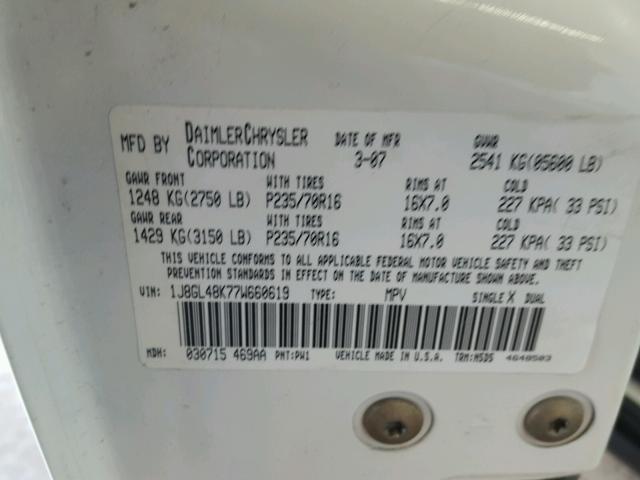 MFD BY DAIMLERCHRYSLER CORPORATION DATE OF MFR 3-07 GVWR 2541 KG(05600 LB)
GAWR FRONT WITH TIRES RIMS AT COLD
1248 KG(2750 LB) P235/70R16 16X7.0 227 KPA( 33 PSI)
GAWR REAR WITH TIRES RIMS AT COLD
1429 KG(3150 LB) P235/70R16 16X7.0 227 KPA( 33 PSI)
THIS VEHICLE CONFORMS TO ALL APPLICABLE FEDERAL MOTOR VEHICLE SAFETY AND THEFT
PREVENTION STANDARDS IN EFFECT ON THE DATE OF MANUFACTURE SHOWN ABOVE.
VIN: 1J8GL48K77W660619 TYPE: MPV SINGLE X DUAL
MDH: 030715 469AA PNT:PW1 VEHICLE MADE IN U.S.A. TRM:M5D5 4648503